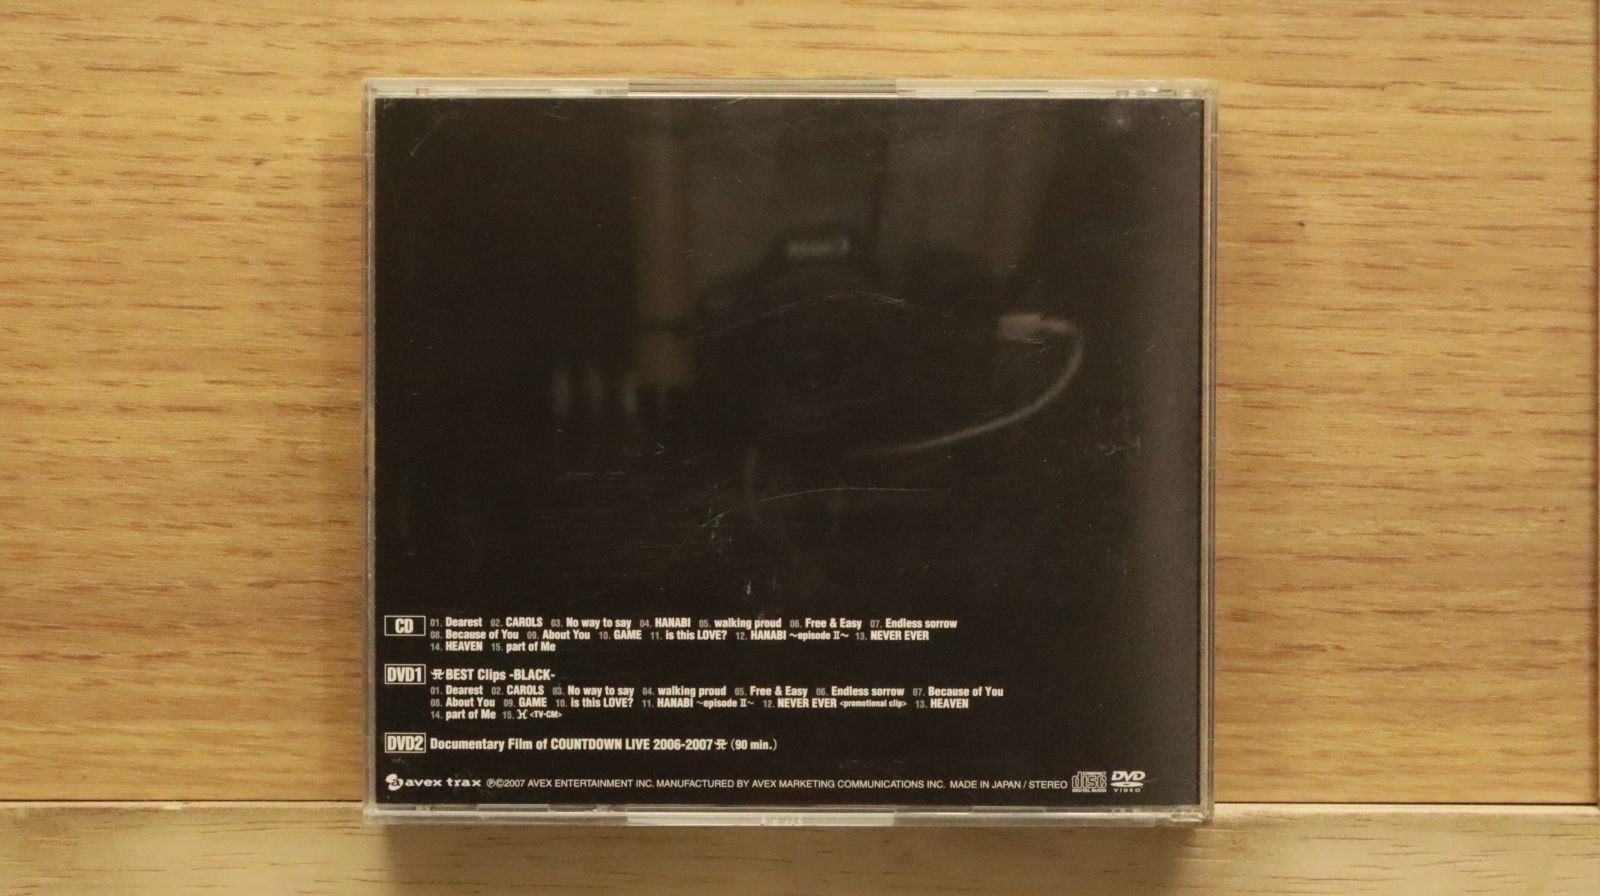 CD 01. Dearest 02. CAROLS 03. No way to say 04. HANABI 05. walking proud 06. Free & Easy 07. Endless sorrow
08. Because of You 09. About You 10. GAME 11. is this LOVE? 12. HANABI ～episode Ⅱ～ 13. NEVER EVER
14. HEAVEN 15. part of Me
DVD1 BEST Clips -BLACK-
01. Dearest 02. CAROLS 03. No way to say 04. walking proud 05. Free & Easy 06. Endless sorrow 07. Because of You
08. About You 09. GAME 10. is this LOVE? 11. HANABI ～episode Ⅱ～ 12. NEVER EVER <promotional clip> 13. HEAVEN
14. part of Me 15. <TV-CM>
DVD2 Documentary Film of COUNTDOWN LIVE 2006-2007 (90 min.)
avex trax ℗©2007 AVEX ENTERTAINMENT INC. MANUFACTURED BY AVEX MARKETING COMMUNICATIONS INC. MADE IN JAPAN / STEREO COMPACT disc DIGITAL AUDIO DVD VIDEO